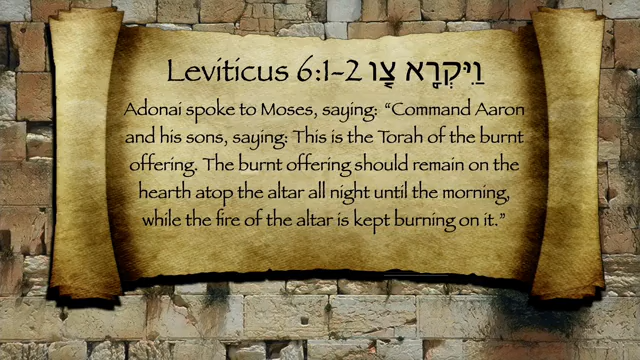 Leviticus 6:1-2 וַיִּקְרָ֤א צַ֤ו
Adonai spoke to Moses, saying: “Command Aaron
and his sons, saying: This is the Torah of the burnt
offering. The burnt offering should remain on the
hearth atop the altar all night until the morning,
while the fire of the altar is kept burning on it.”